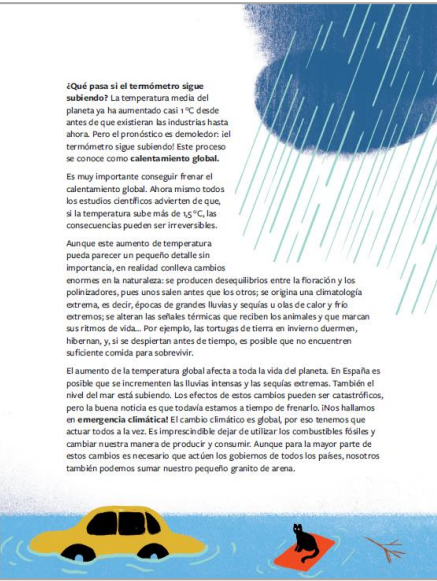 ¿Qué pasa si el termómetro sigue
subiendo? La temperatura media del
planeta ya ha aumentado casi 1 ºC desde
antes de que existieran las industrias hasta
ahora. Pero el pronóstico es demoledor: ¡el
termómetro sigue subiendo! Este proceso
se conoce como calentamiento global.
Es muy importante conseguir frenar el
calentamiento global. Ahora mismo todos
los estudios científicos advierten de que,
si la temperatura sube más de 1,5 ºC, las
consecuencias pueden ser irreversibles.
Aunque este aumento de temperatura
pueda parecer un pequeño detalle sin
importancia, en realidad conlleva cambios
enormes en la naturaleza: se producen desequilibrios entre la floración y los
polinizadores, pues unos salen antes que los otros; se origina una climatología
extrema, es decir, épocas de grandes lluvias y sequías u olas de calor y frío
extremos; se alteran las señales térmicas que reciben los animales y que marcan
sus ritmos de vida... Por ejemplo, las tortugas de tierra en invierno duermen,
hibernan, y, si se despiertan antes de tiempo, es posible que no encuentren
suficiente comida para sobrevivir.
El aumento de la temperatura global afecta a toda la vida del planeta. En España es
posible que se incrementen las lluvias intensas y las sequías extremas. También el
nivel del mar está subiendo. Los efectos de estos cambios pueden ser catastróficos,
pero la buena noticia es que todavía estamos a tiempo de frenarlo. ¡Nos hallamos
en emergencia climática! El cambio climático es global, por eso tenemos que
actuar todos a la vez. Es imprescindible dejar de utilizar los combustibles fósiles y
cambiar nuestra manera de producir y consumir. Aunque para la mayor parte de
estos cambios es necesario que actúen los gobiernos de todos los países, nosotros
también podemos sumar nuestro pequeño granito de arena.